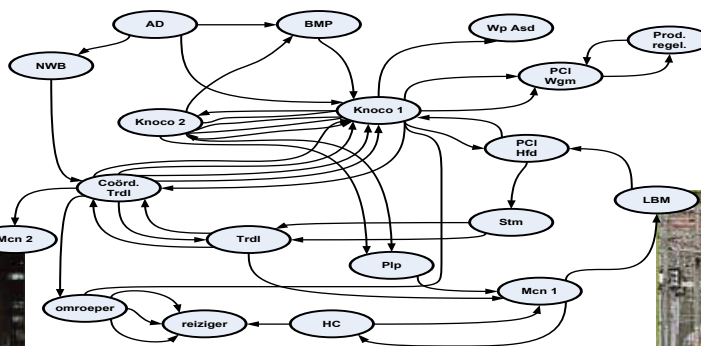 AD
BMP
Wp Asd
Prod.
regel.
NWB
PCI
Wgm
Knoco 1
Knoco 2
PCI
Hfd
Coörd.
Trdl
LBM
Mcn 2
Trdl
Stm
Plp
Mcn 1
omroeper
reiziger
HC